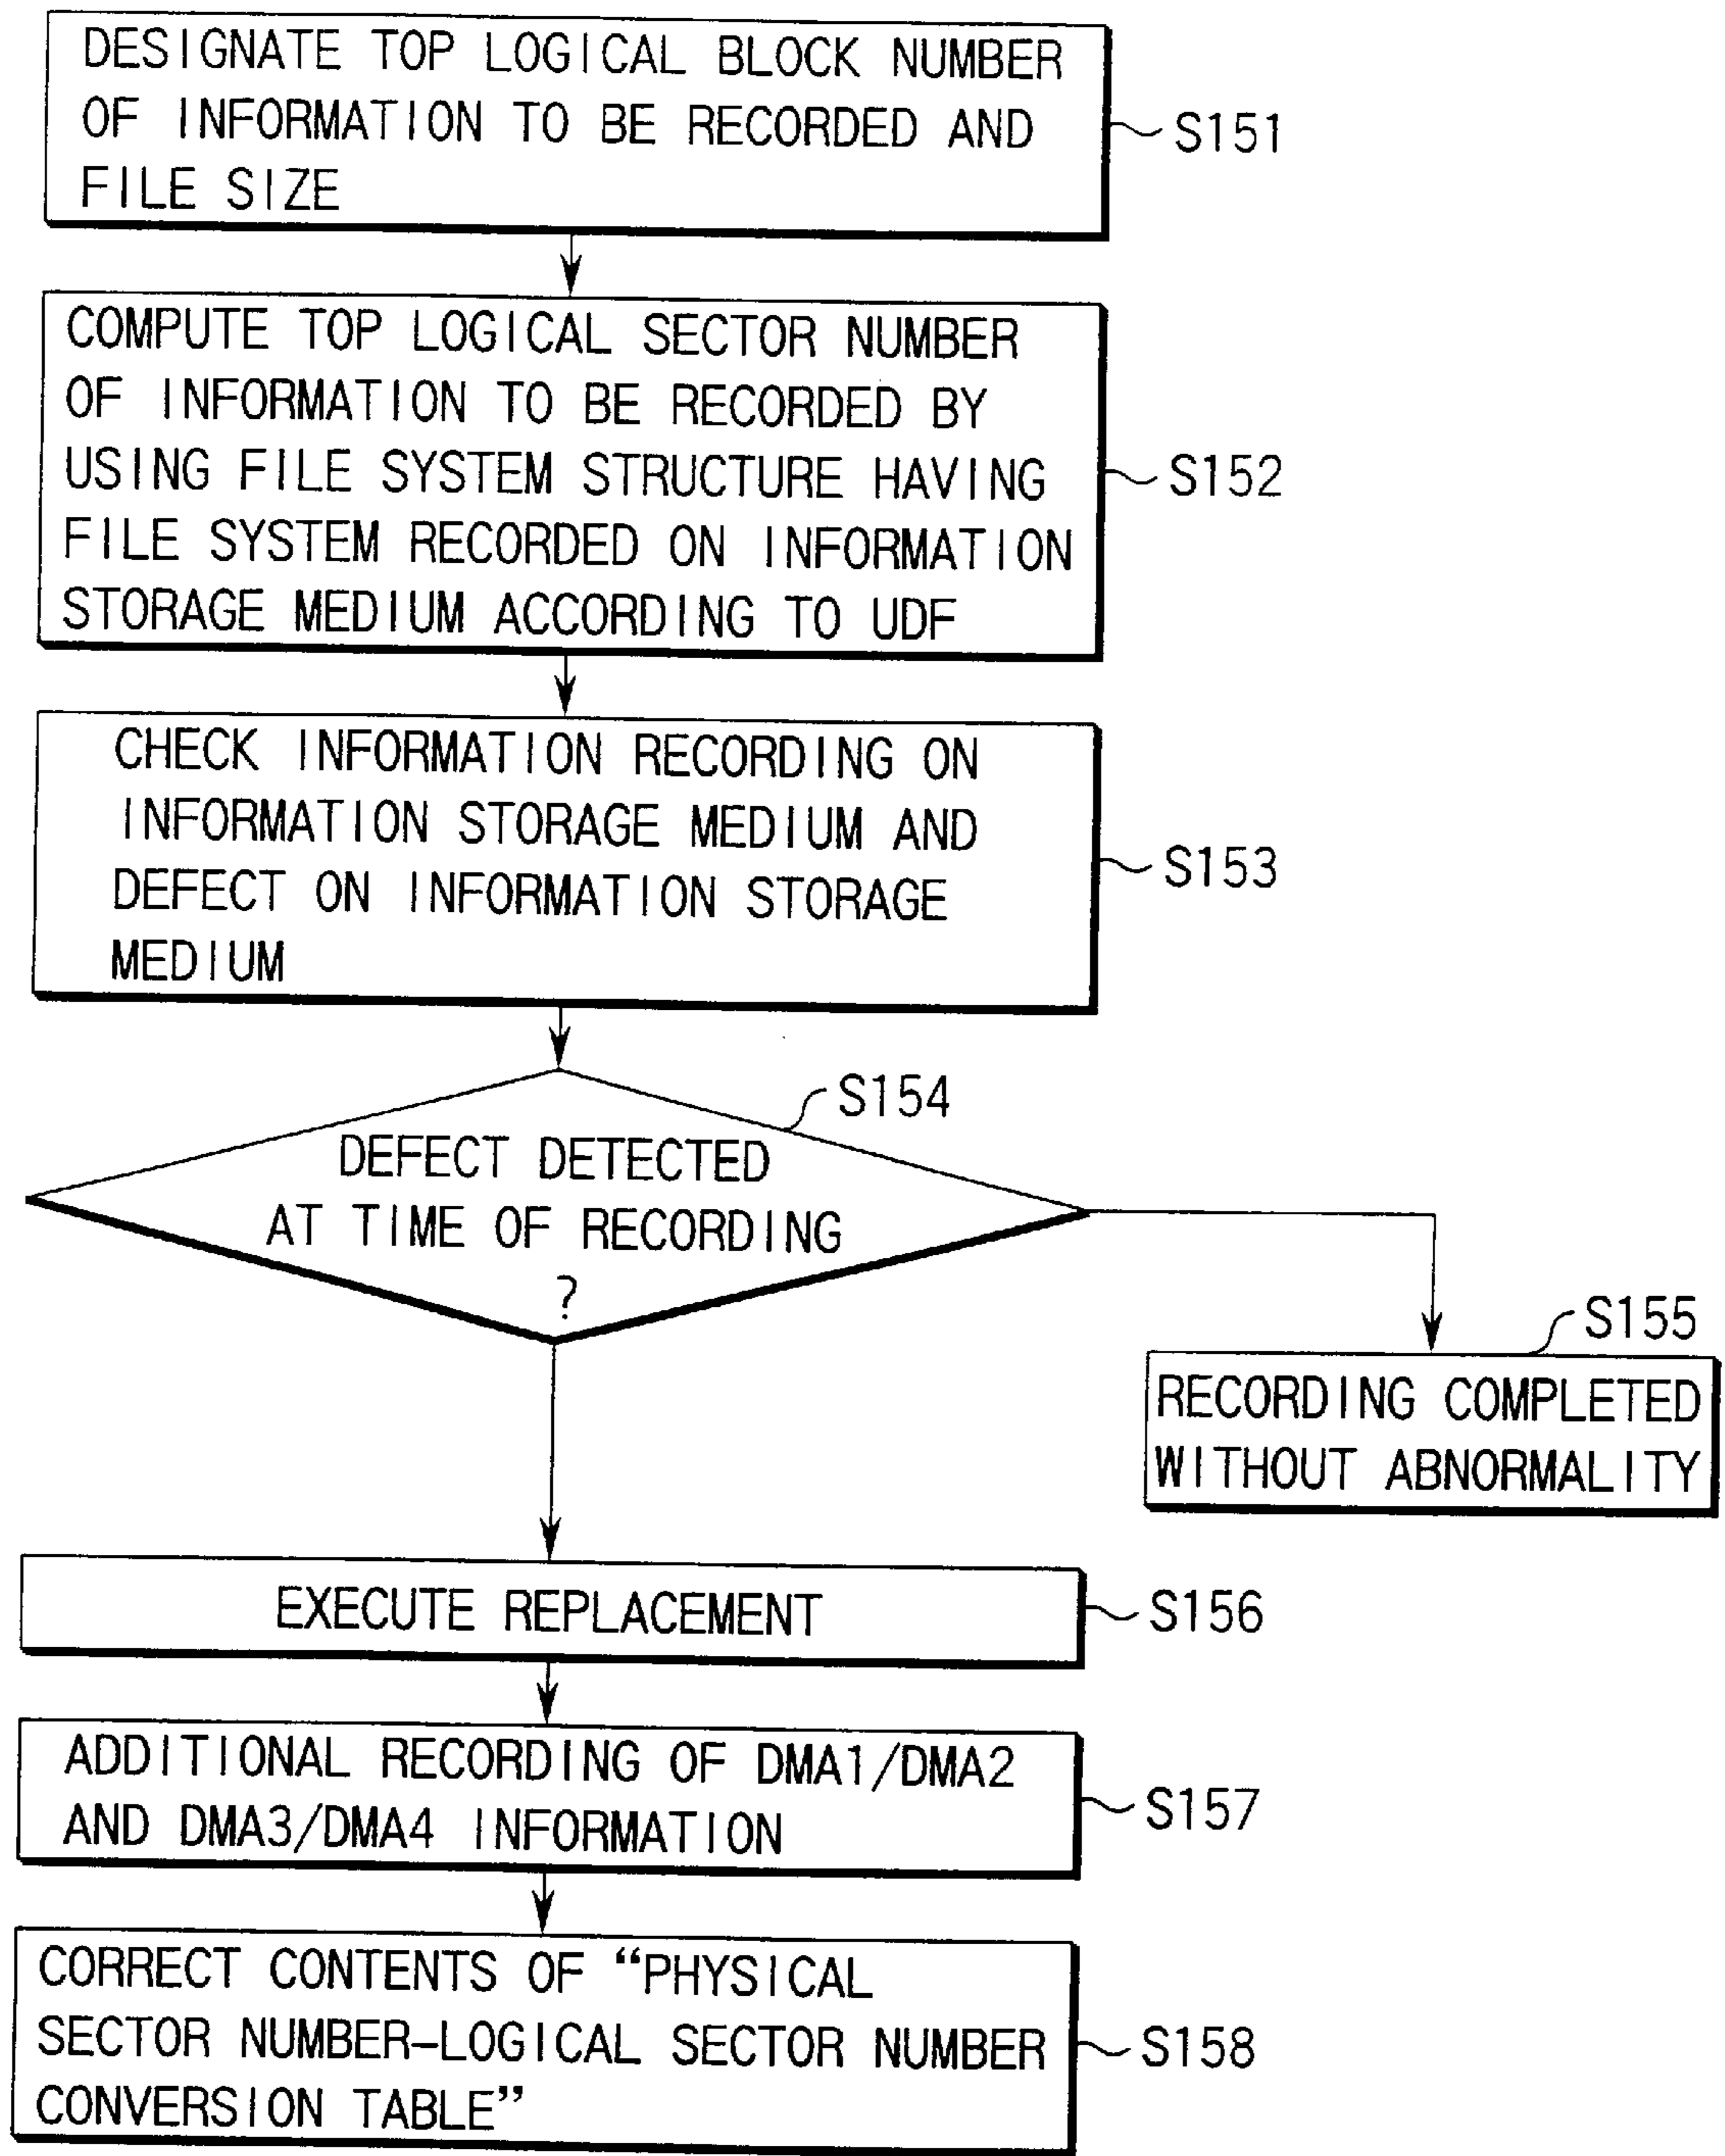 DESIGNATE TOP LOGICAL BLOCK NUMBER
OF INFORMATION TO BE RECORDED AND
FILE SIZE
S151
COMPUTE TOP LOGICAL SECTOR NUMBER
OF INFORMATION TO BE RECORDED BY
USING FILE SYSTEM STRUCTURE HAVING
FILE SYSTEM RECORDED ON INFORMATION
STORAGE MEDIUM ACCORDING TO UDF
S152
CHECK INFORMATION RECORDING ON
INFORMATION STORAGE MEDIUM AND
DEFECT ON INFORMATION STORAGE
MEDIUM
S153
S154
DEFECT DETECTED
AT TIME OF RECORDING
?
S155
RECORDING COMPLETED
WITHOUT ABNORMALITY
EXECUTE REPLACEMENT
S156
ADDITIONAL RECORDING OF DMA1/DMA2
AND DMA3/DMA4 INFORMATION
S157
CORRECT CONTENTS OF “PHYSICAL
SECTOR NUMBER–LOGICAL SECTOR NUMBER
CONVERSION TABLE”
S158